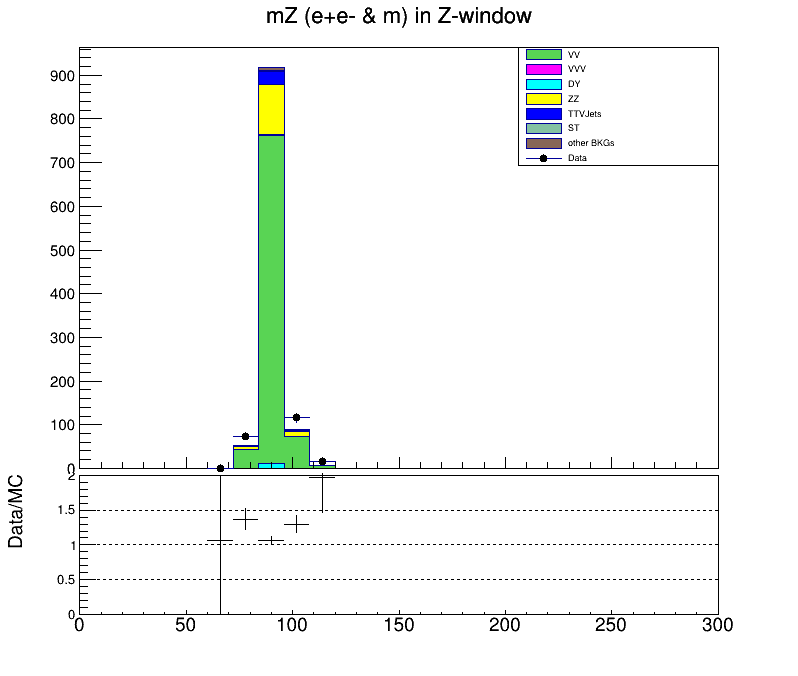 mZ (e+e- & m) in Z-window
900
800
700
600
500
400
300
200
100
0
VV
VVV
DY
ZZ
TTVJets
ST
other BKGs
Data
Data/MC
2
1.5
1
0.5
0
0 50 100 150 200 250 300